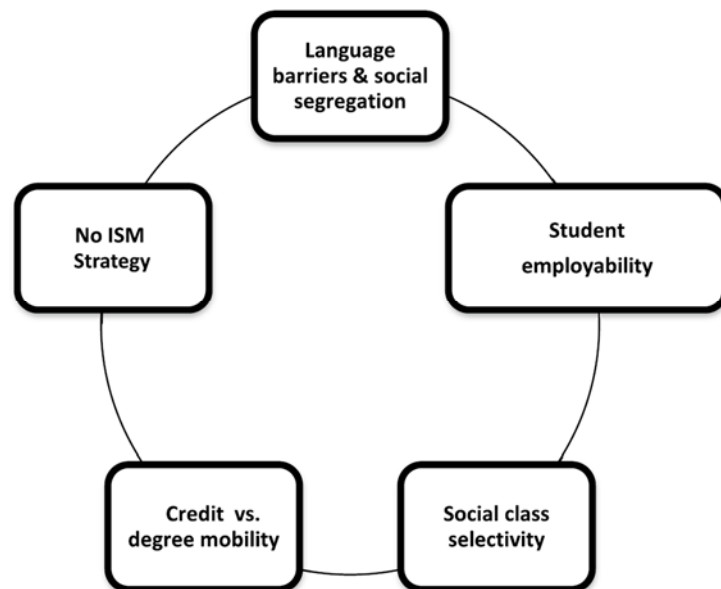 Language
barriers & social
segregation
Student
employability
Social class
selectivity
Credit vs.
degree mobility
No ISM
Strategy